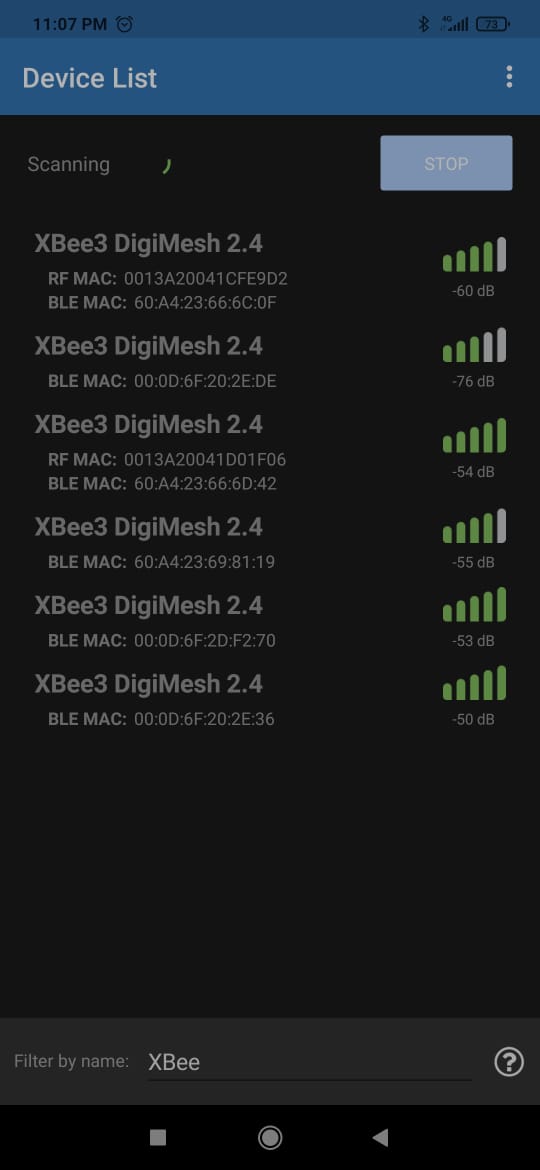 11:07 PM
4G
73
Device List
Scanning
STOP
XBee3 DigiMesh 2.4
RF MAC: 0013A20041CFE9D2
BLE MAC: 60:A4:23:66:6C:0F
-60 dB
XBee3 DigiMesh 2.4
BLE MAC: 00:0D:6F:20:2E:DE
-76 dB
XBee3 DigiMesh 2.4
RF MAC: 0013A20041D01F06
BLE MAC: 60:A4:23:66:6D:42
-54 dB
XBee3 DigiMesh 2.4
BLE MAC: 60:A4:23:69:81:19
-55 dB
XBee3 DigiMesh 2.4
BLE MAC: 00:0D:6F:2D:F2:70
-53 dB
XBee3 DigiMesh 2.4
BLE MAC: 00:0D:6F:20:2E:36
-50 dB
Filter by name: XBee
?